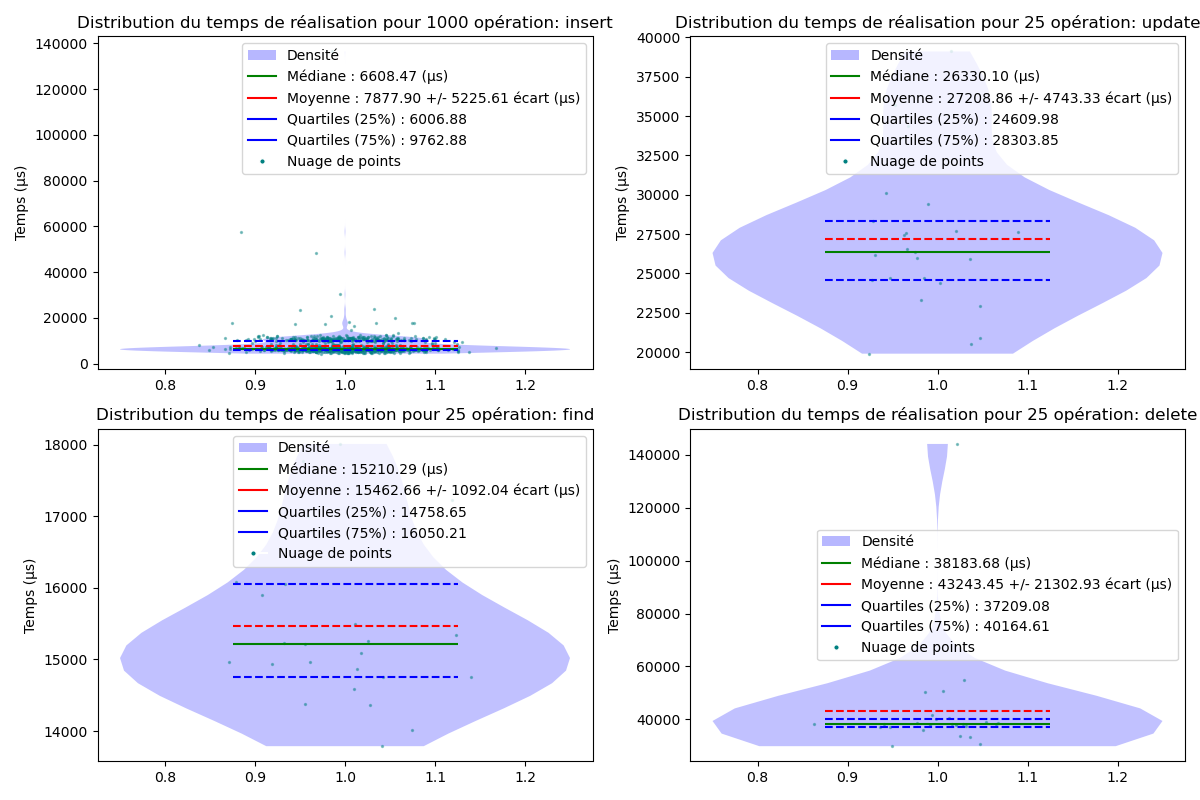 Distribution du temps de réalisation pour 1000 opération: insert
Temps (µs)
140000
120000
100000
80000
60000
40000
20000
0
Densité
Médiane : 6608.47 (µs)
Moyenne : 7877.90 +/- 5225.61 écart (µs)
Quartiles (25%) : 6006.88
Quartiles (75%) : 9762.88
Nuage de points
0.8 0.9 1.0 1.1 1.2
Distribution du temps de réalisation pour 25 opération: update
Temps (µs)
40000
37500
35000
32500
30000
27500
25000
22500
20000
Densité
Médiane : 26330.10 (µs)
Moyenne : 27208.86 +/- 4743.33 écart (µs)
Quartiles (25%) : 24609.98
Quartiles (75%) : 28303.85
Nuage de points
0.8 0.9 1.0 1.1 1.2
Distribution du temps de réalisation pour 25 opération: find
Temps (µs)
18000
17000
16000
15000
14000
Densité
Médiane : 15210.29 (µs)
Moyenne : 15462.66 +/- 1092.04 écart (µs)
Quartiles (25%) : 14758.65
Quartiles (75%) : 16050.21
Nuage de points
0.8 0.9 1.0 1.1 1.2
Distribution du temps de réalisation pour 25 opération: delete
Temps (µs)
140000
120000
100000
80000
60000
40000
Densité
Médiane : 38183.68 (µs)
Moyenne : 43243.45 +/- 21302.93 écart (µs)
Quartiles (25%) : 37209.08
Quartiles (75%) : 40164.61
Nuage de points
0.8 0.9 1.0 1.1 1.2